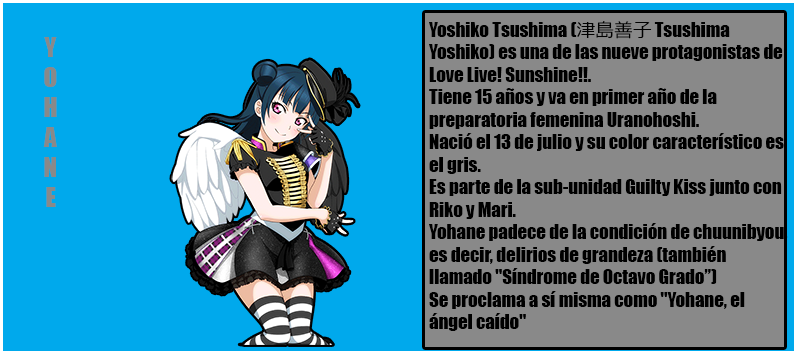 YOHANE
Yoshiko Tsushima (津島善子 Tsushima
Yoshiko) es una de las nueve protagonistas de
Love Live! Sunshine!!.
Tiene 15 años y va en primer año de la
preparatoria femenina Uranohoshi.
Nació el 13 de julio y su color característico es
el gris.
Es parte de la sub-unidad Guilty Kiss junto con
Riko y Mari.
Yohane padece de la condición de chuunibyou
es decir, delirios de grandeza (también
llamado "Síndrome de Octavo Grado”)
Se proclama a sí misma como "Yohane, el
ángel caído"